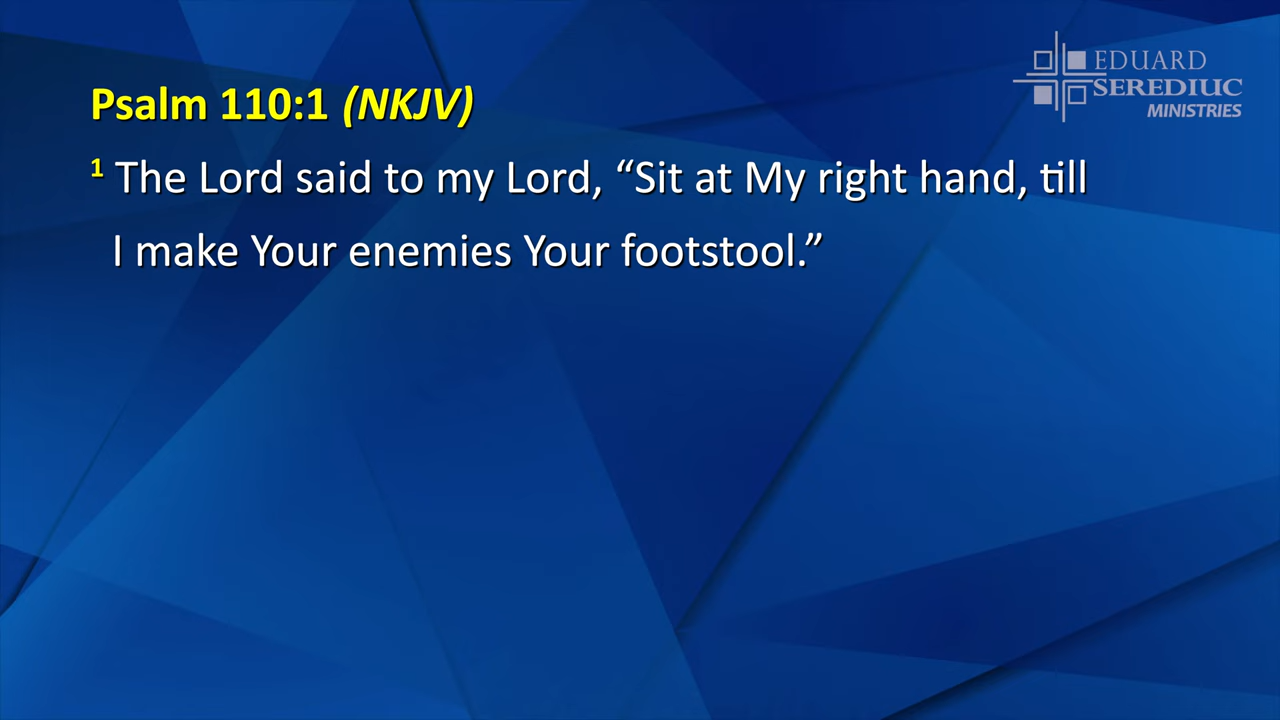 EDUARD
SEREDIUC
MINISTRIES
Psalm 110:1 (NKJV)
1 The Lord said to my Lord, “Sit at My right hand, till
I make Your enemies Your footstool.”